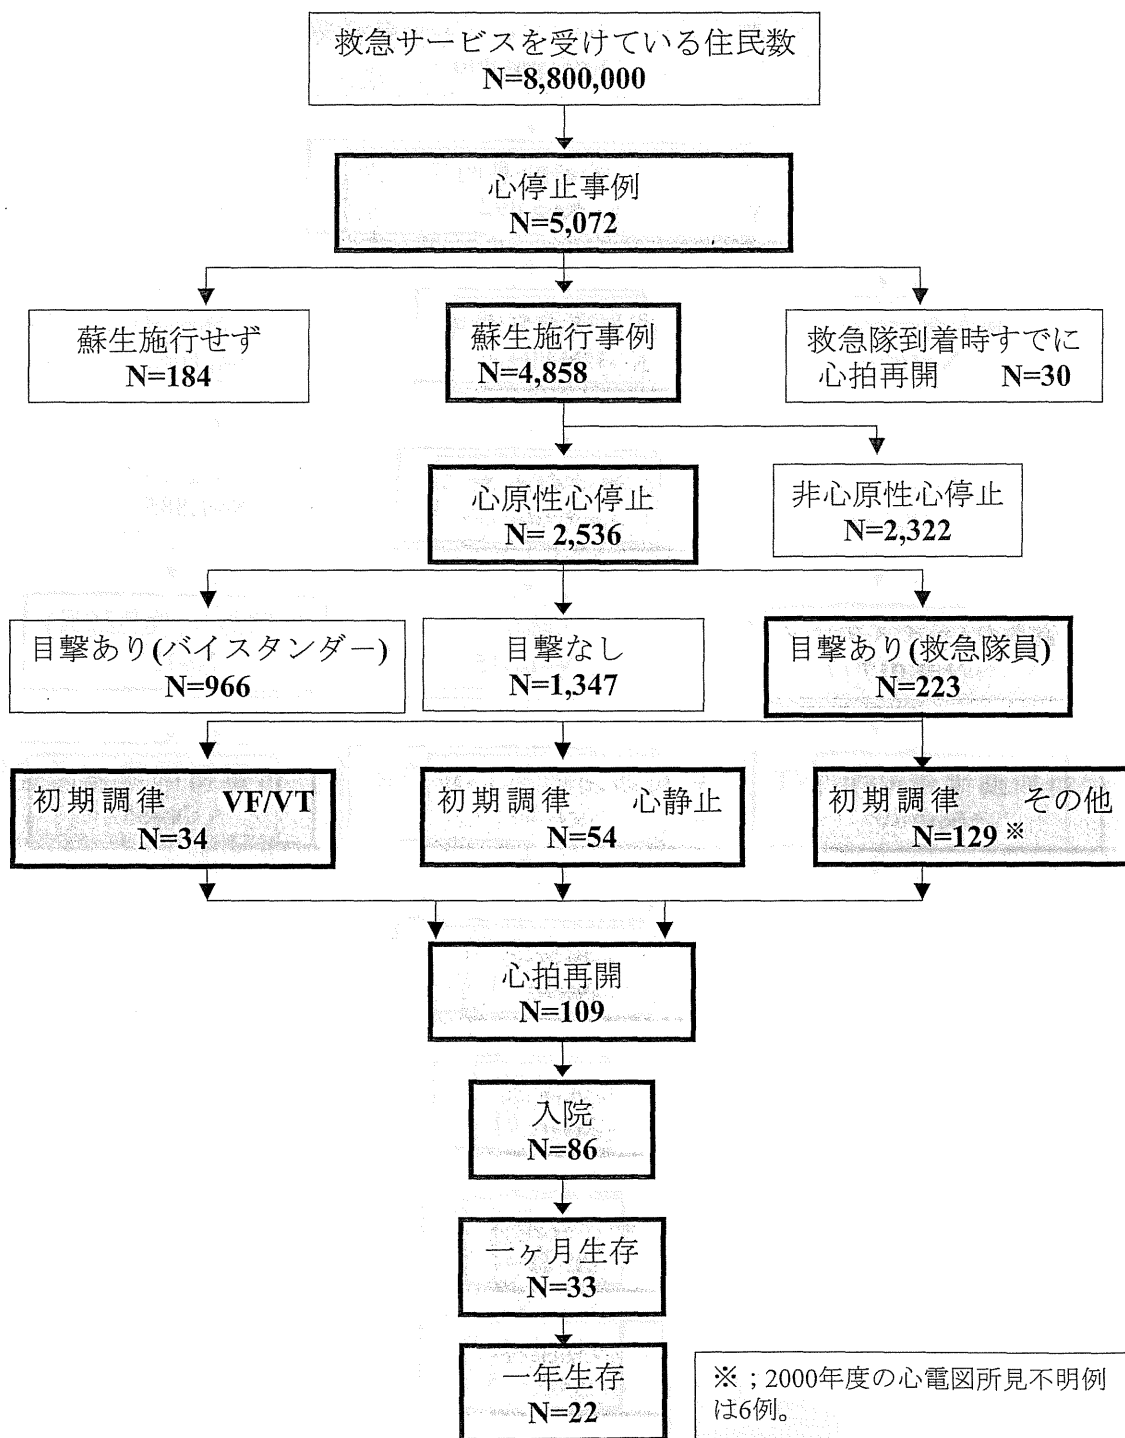 救急サービスを受けている住民数
N=8,800,000
心停止事例
N=5,072
蘇生施行せず
N=184
蘇生施行事例
N=4,858
救急隊到着時すでに
心拍再開 N=30
心原性心停止
N= 2,536
非心原性心停止
N=2,322
目撃あり(バイスタンダー)
N=966
目撃なし
N=1,347
目撃あり(救急隊員)
N=223
初期調律 VF/VT
N=34
初期調律 心静止
N=54
初期調律 その他
N=129 ※
心拍再開
N=109
入院
N=86
一ヶ月生存
N=33
一年生存
N=22
※；2000年度の心電図所見不明例
は6例。